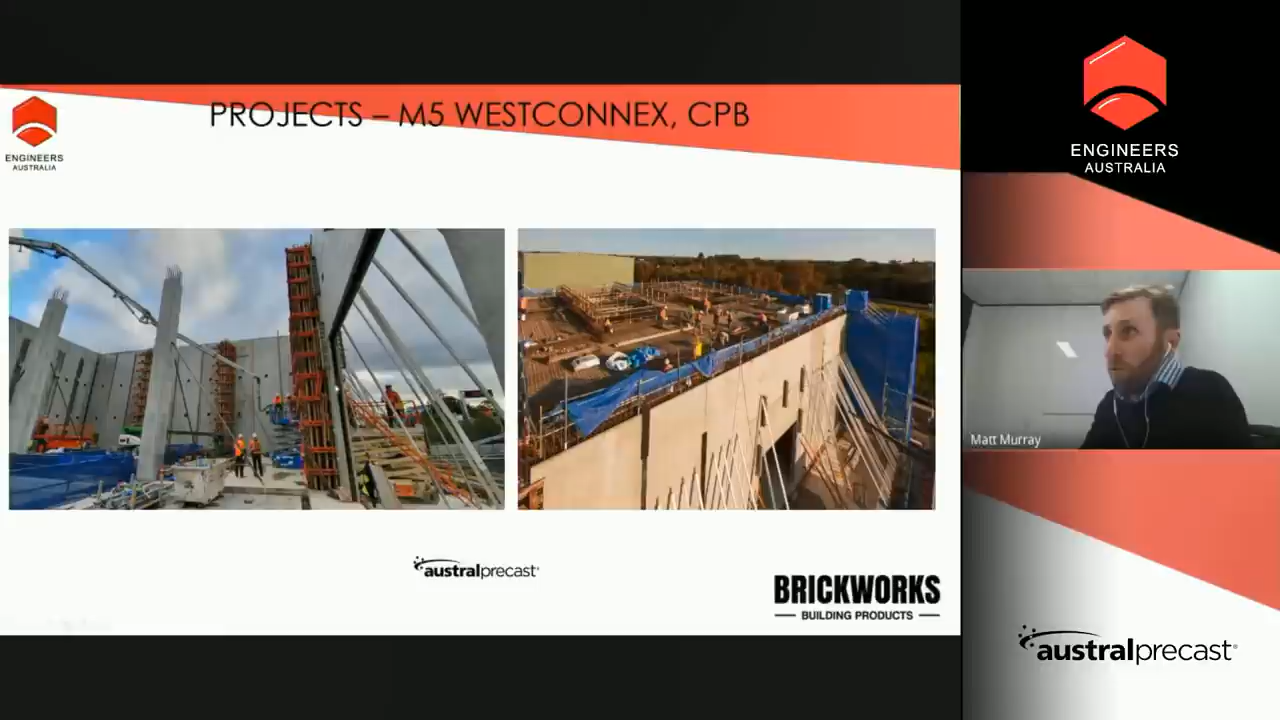 PROJECTS – M5 WESTCONNEX, CPB
ENGINEERS
AUSTRALIA
australprecast
BRICKWORKS
BUILDING PRODUCTS
ENGINEERS
AUSTRALIA
Matt Murray
australprecast